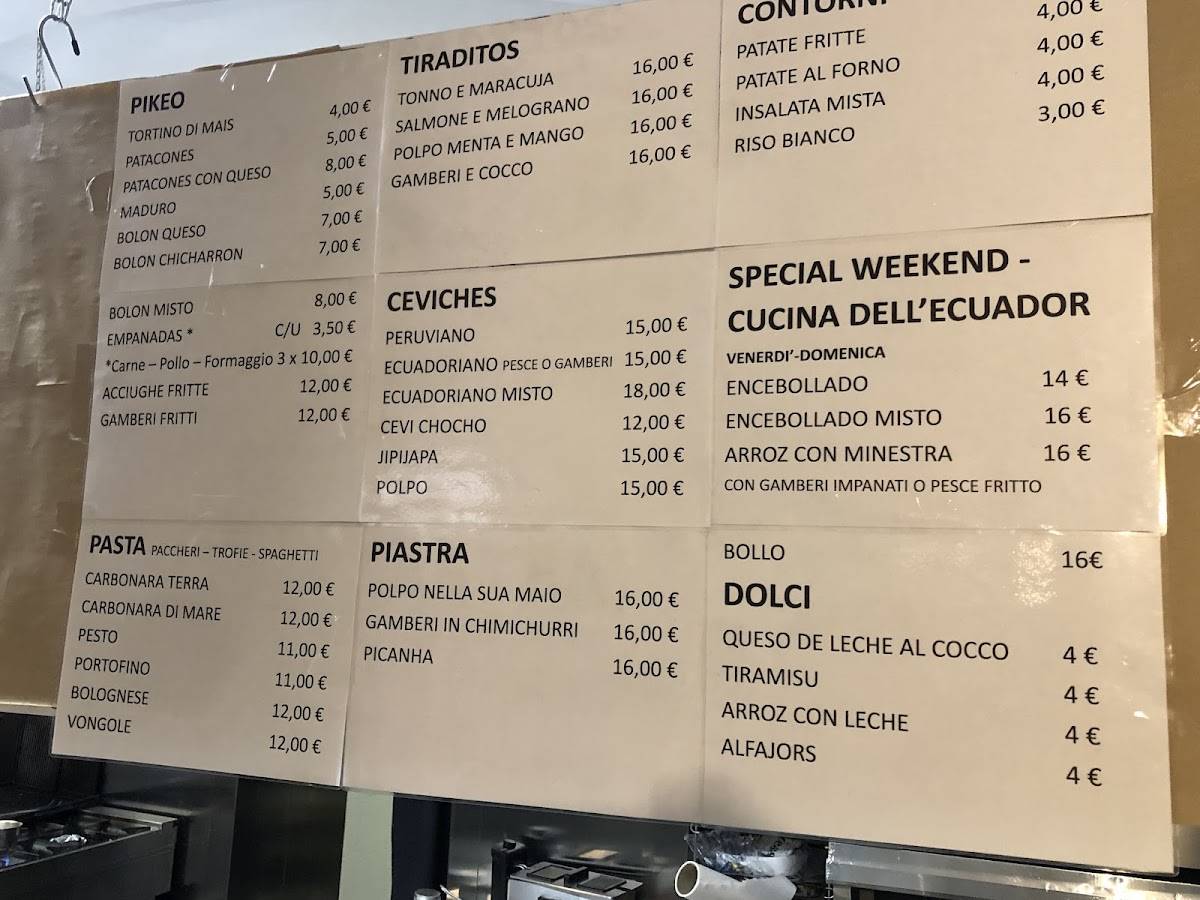 PIKEO
TORTINO DI MAIS 4,00 €
PATACONES 5,00 €
PATACONES CON QUESO 8,00 €
MADURO 5,00 €
BOLON QUESO 7,00 €
BOLON CHICHARRON 7,00 €
BOLON MISTO 8,00 €
EMPANADAS * C/U 3,50 €
*Carne – Pollo – Formaggio 3 x 10,00 €
ACCIUGHE FRITTE 12,00 €
GAMBERI FRITTI 12,00 €
PASTA PACCHERI – TROFIE - SPAGHETTI
CARBONARA TERRA 12,00 €
CARBONARA DI MARE 12,00 €
PESTO 11,00 €
PORTOFINO 11,00 €
BOLOGNESE 12,00 €
VONGOLE 12,00 €
TIRADITOS
TONNO E MARACUJA 16,00 €
SALMONE E MELOGRANO 16,00 €
POLPO MENTA E MANGO 16,00 €
GAMBERI E COCCO 16,00 €
CEVICHES
PERUVIANO 15,00 €
ECUADORIANO PESCE O GAMBERI 15,00 €
ECUADORIANO MISTO 18,00 €
CEVI CHOCHO 12,00 €
JIPIJAPA 15,00 €
POLPO 15,00 €
PIASTRA
POLPO NELLA SUA MAIO 16,00 €
GAMBERI IN CHIMICHURRI 16,00 €
PICANHA 16,00 €
CONTORNI
PATATE FRITTE 4,00 €
PATATE AL FORNO 4,00 €
INSALATA MISTA 4,00 €
RISO BIANCO 3,00 €
SPECIAL WEEKEND -
CUCINA DELL'ECUADOR
VENERDI'-DOMENICA
ENCEBOLLADO 14 €
ENCEBOLLADO MISTO 16 €
ARROZ CON MINESTRA 16 €
CON GAMBERI IMPANATI O PESCE FRITTO
BOLLO 16€
DOLCI
QUESO DE LECHE AL COCCO 4 €
TIRAMISU 4 €
ARROZ CON LECHE 4 €
ALFAJORS 4 €